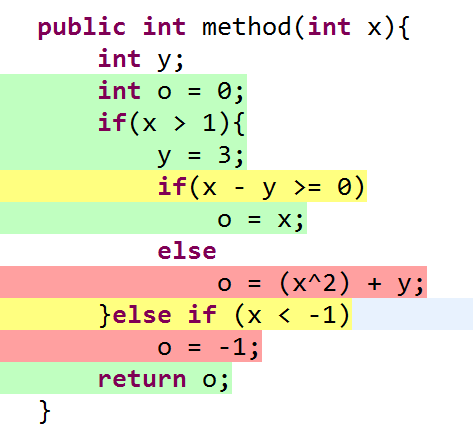 public int method(int x){
    int y;
    int o = 0;
    if(x > 1){
        y = 3;
        if(x - y >= 0)
            o = x;
        else
            o = (x^2) + y;
    }else if (x < -1)
        o = -1;
    return o;
}